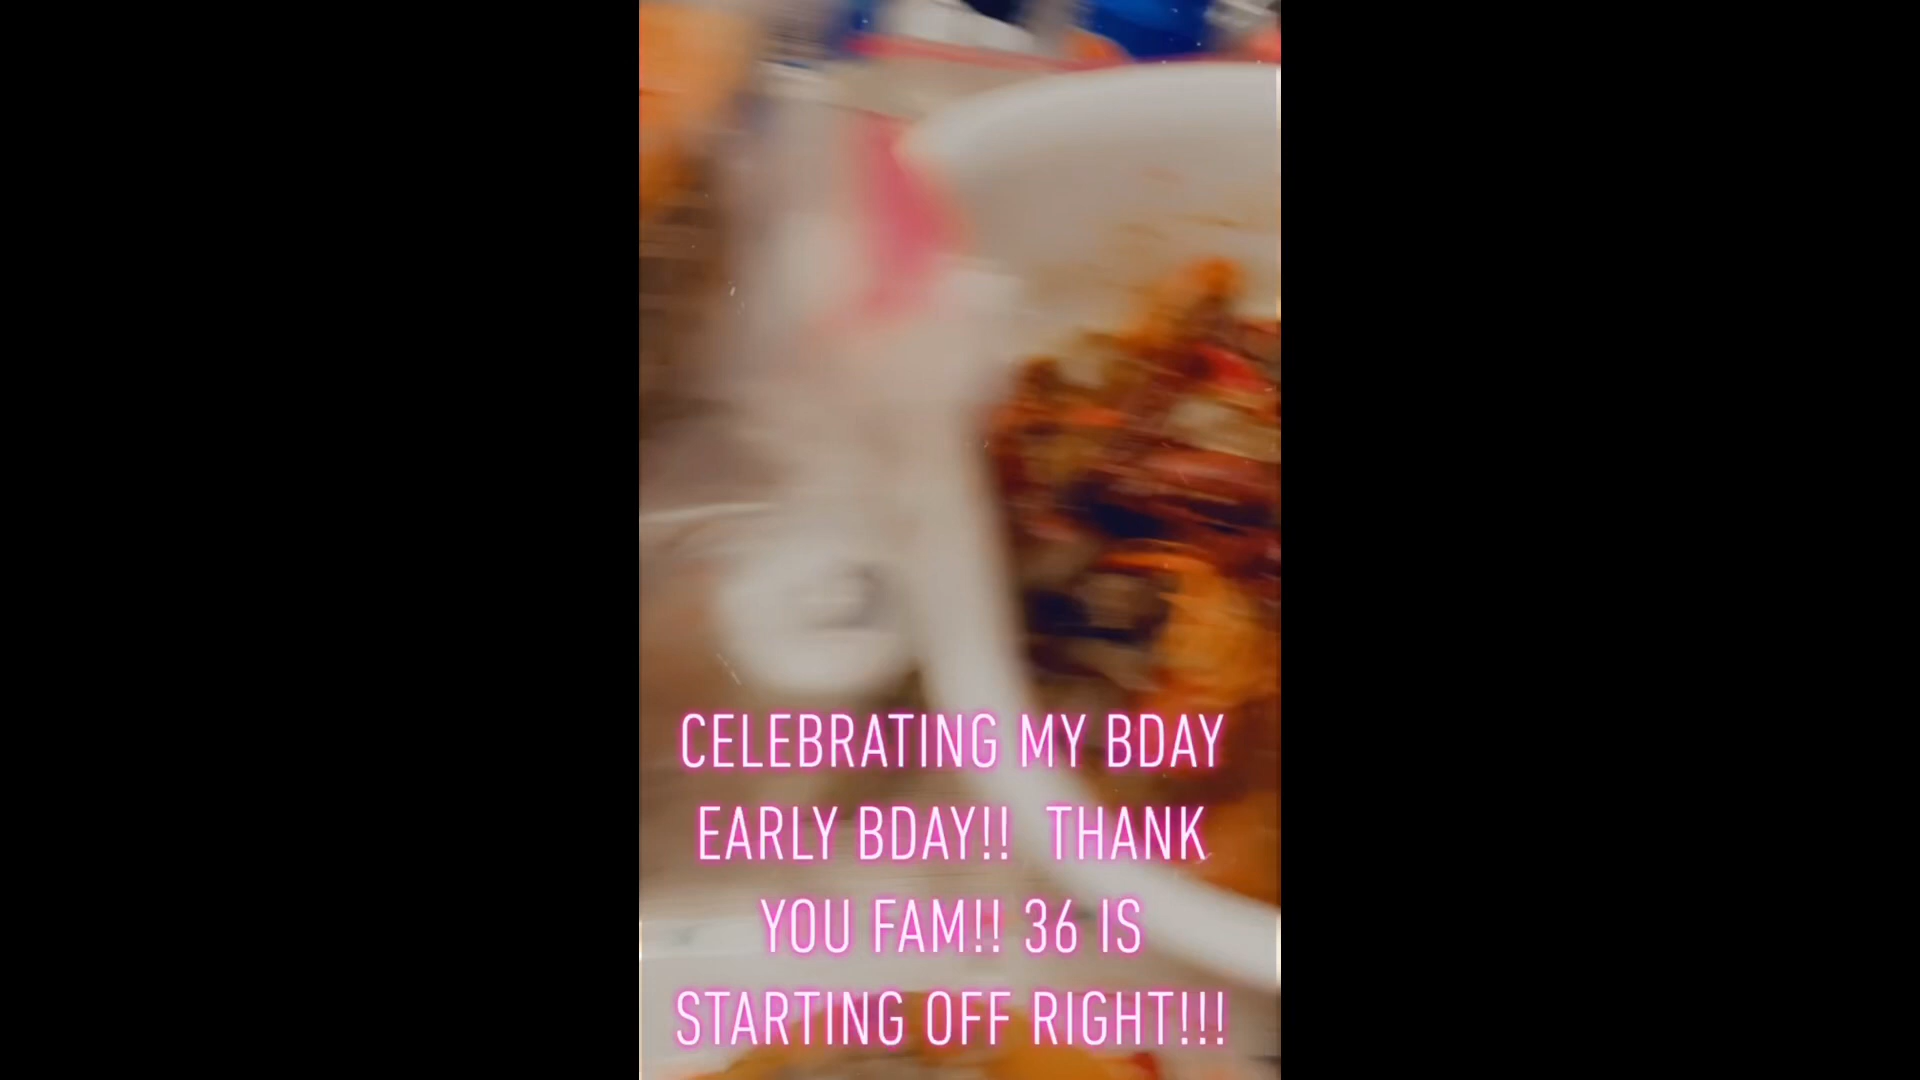 CELEBRATING MY BDAY
EARLY BDAY!! THANK
YOU FAM!! 36 IS
STARTING OFF RIGHT!!!